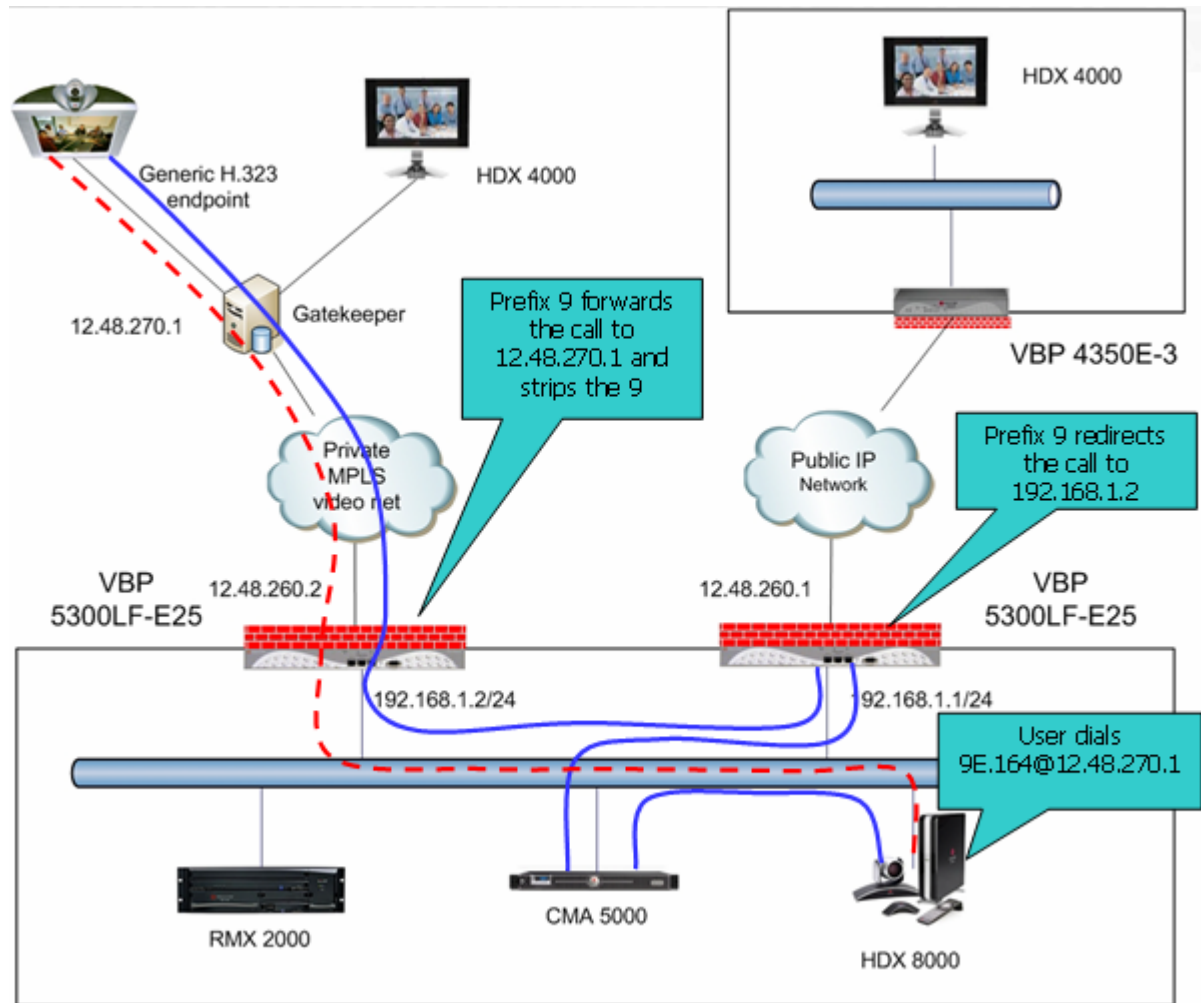 HDX 4000
HDX 4000
Generic H.323
endpoint
Gatekeeper
12.48.270.1
VBP 4350E-3
Prefix 9 forwards
the call to
12.48.270.1 and
strips the 9
Private
MPLS
video net
Public IP
Network
Prefix 9 redirects
the call to
192.168.1.2
VBP
5300LF-E25
12.48.260.2
12.48.260.1
VBP
5300LF-E25
192.168.1.2/24
192.168.1.1/24
User dials
9E.164@12.48.270.1
RMX 2000
CMA 5000
HDX 8000